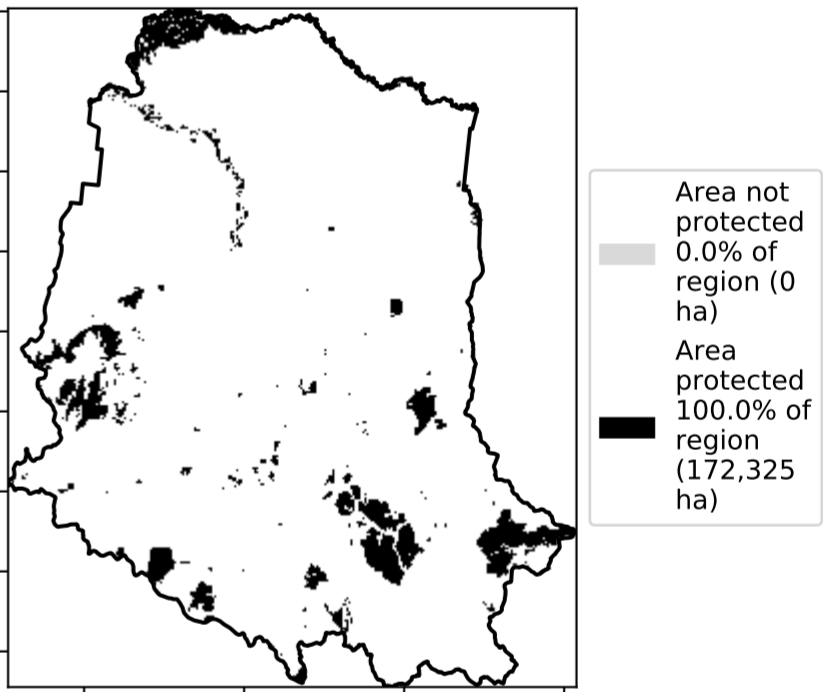 Area not
protected
0.0% of
region (0
ha)
Area
protected
100.0% of
region
(172,325
ha)